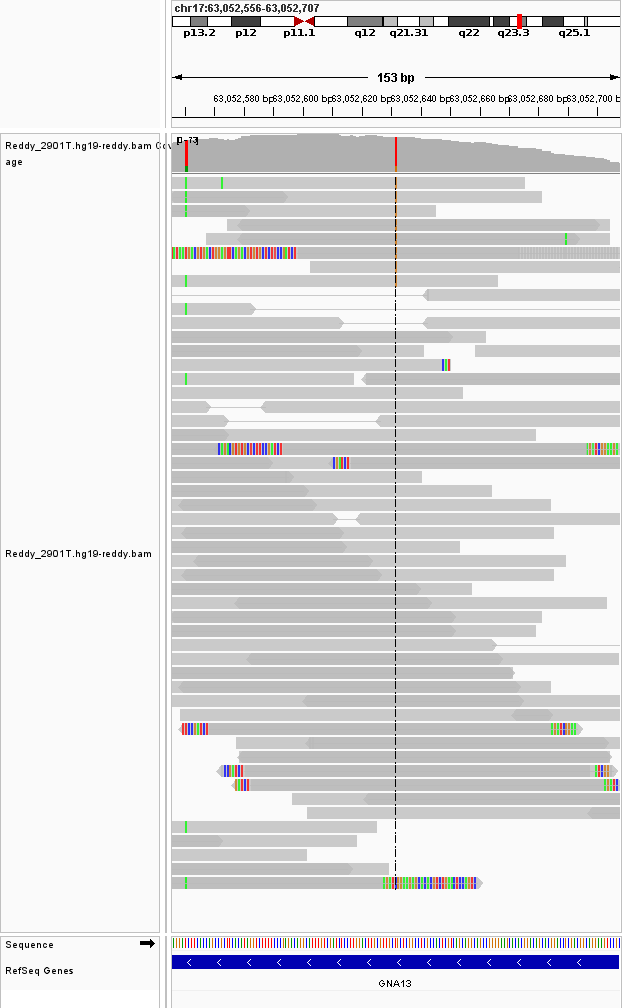 chr17:63,052,556-63,052,707
p13.2 p12 p11.1 q12 q21.31 q22 q23.3 q25.1
153 bp
63,052,580 bp 63,052,600 bp 63,052,620 bp 63,052,640 bp 63,052,660 bp 63,052,680 bp 63,052,700 b
Reddy_2901T.hg19-reddy.bam Cov
age
[0-73]
Reddy_2901T.hg19-reddy.bam
Sequence
RefSeq Genes
GNA13